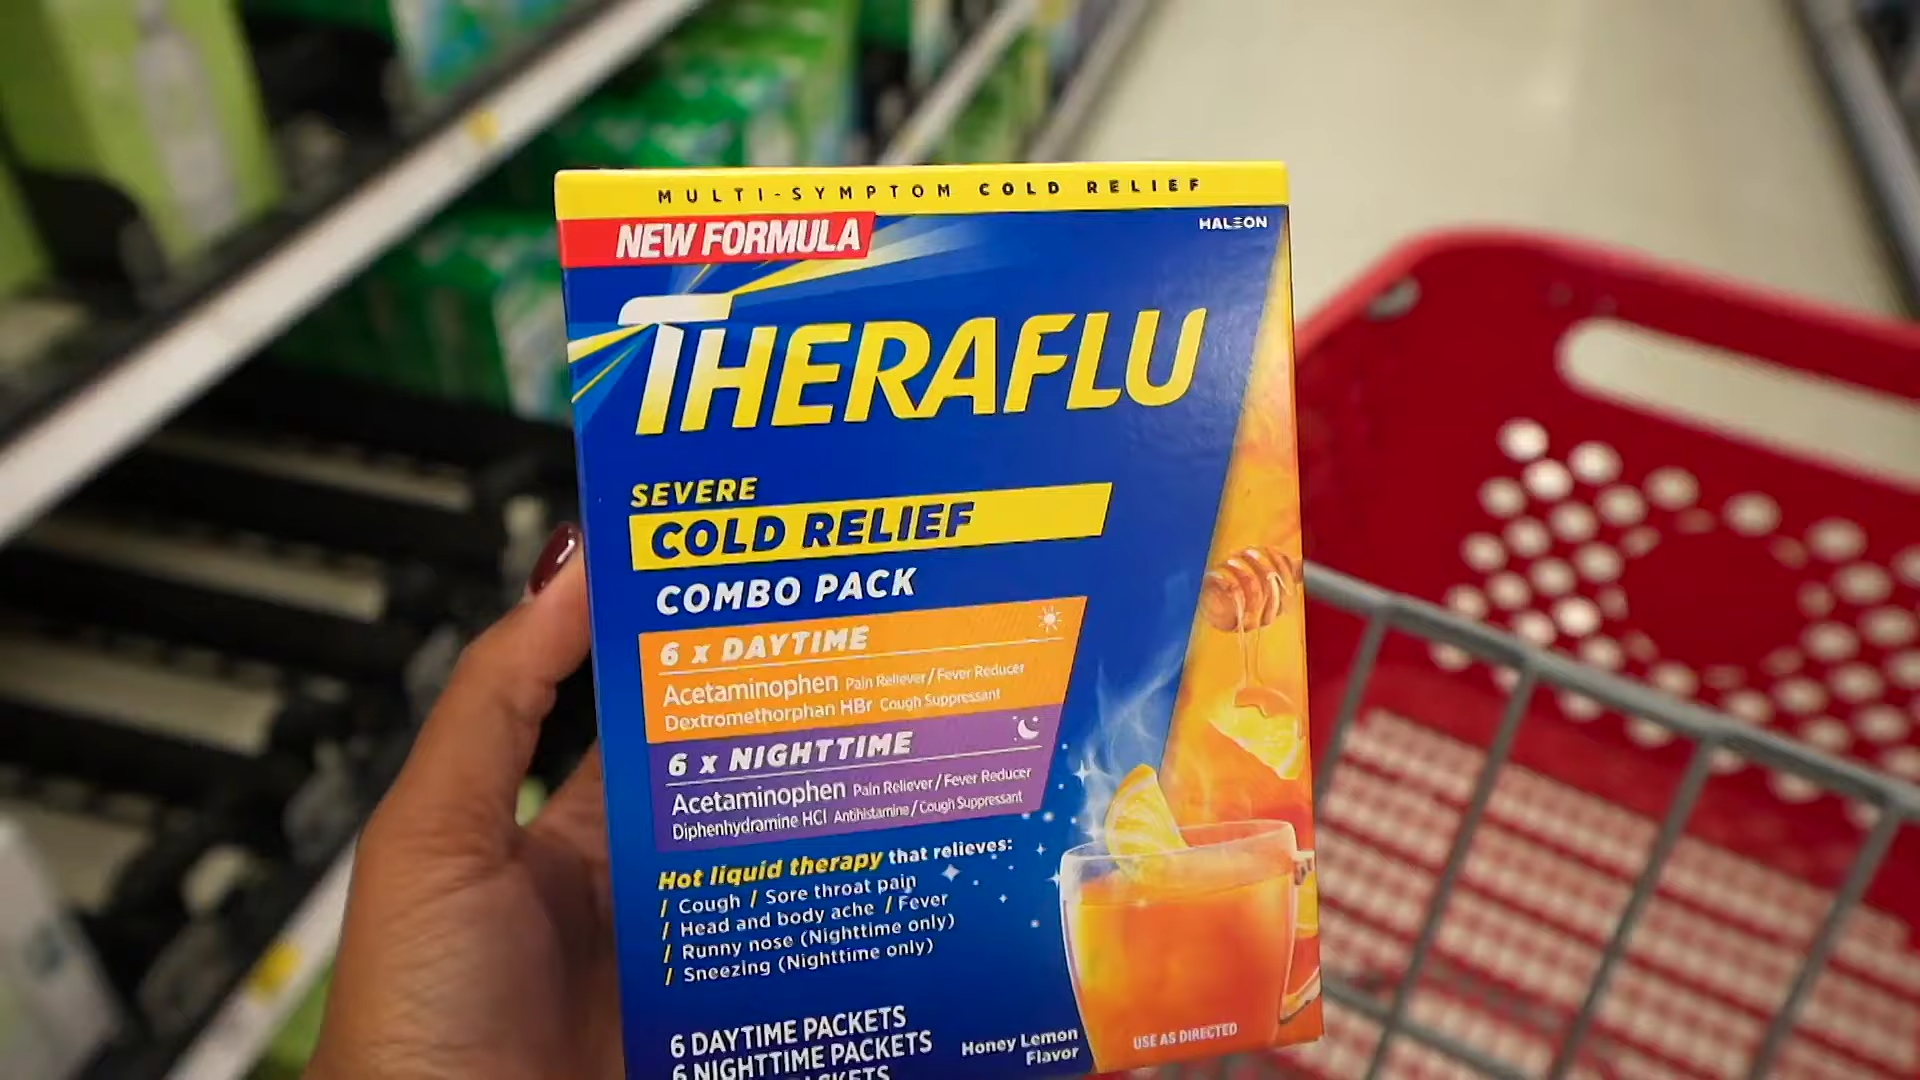 MULTI-SYMPTOM COLD RELIEF
NEW FORMULA
HALEON
THERAFLU
SEVERE
COLD RELIEF
COMBO PACK
6 x DAYTIME
Acetaminophen Pain Reliever/Fever Reducer
Dextromethorphan HBr Cough Suppressant
6 x NIGHTTIME
Acetaminophen Pain Reliever/Fever Reducer
Diphenhydramine HCl Antihistamine/Cough Suppressant
Hot liquid therapy that relieves:
/ Cough / Sore throat pain
/ Head and body ache / Fever
/ Runny nose (Nighttime only)
/ Sneezing (Nighttime only)
6 DAYTIME PACKETS
6 NIGHTTIME PACKETS
Honey Lemon
Flavor
USE AS DIRECTED